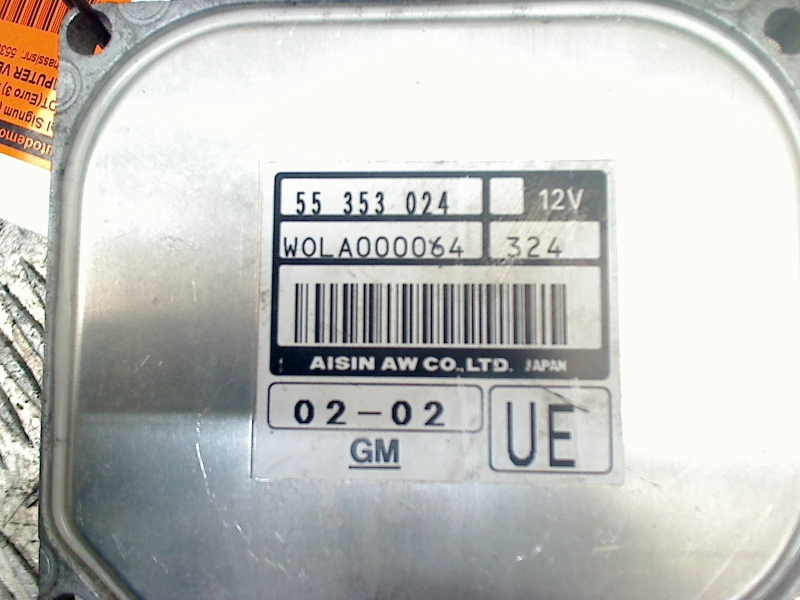 55 353 024 12V
W0LA000064 324
AISIN AW CO.,LTD. JAPAN
02-02 UE
GM